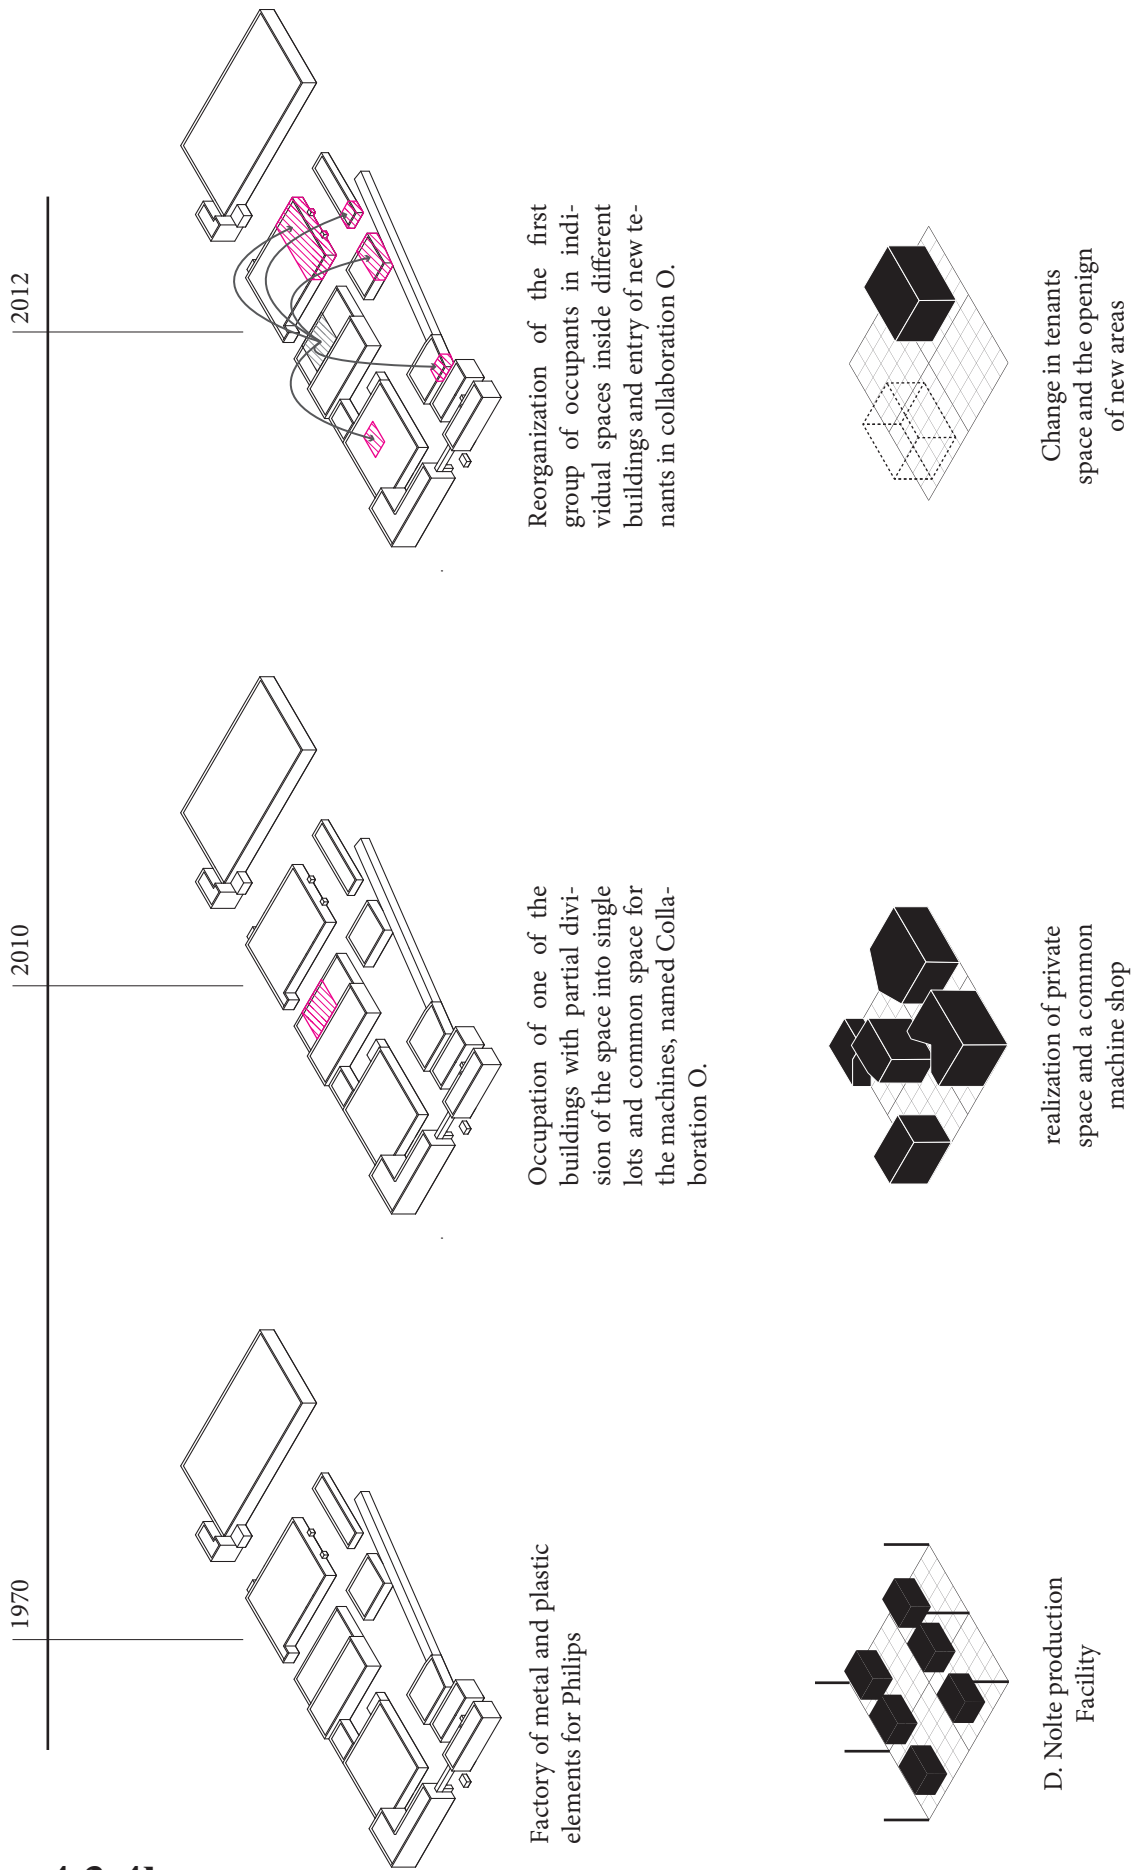 1970
2010
2012
Factory of metal and plastic
elements for Philips
Occupation of one of the
buildings with partial divi-
sion of the space into single
lots and common space for
the machines, named Colla-
boration O.
Reorganization of the first
group of occupants in indi-
vidual spaces inside different
buildings and entry of new te-
nants in collaboration O.
D. Nolte production
Facility
realization of private
space and a common
machine shop
Change in tenants
space and the openign
of new areas